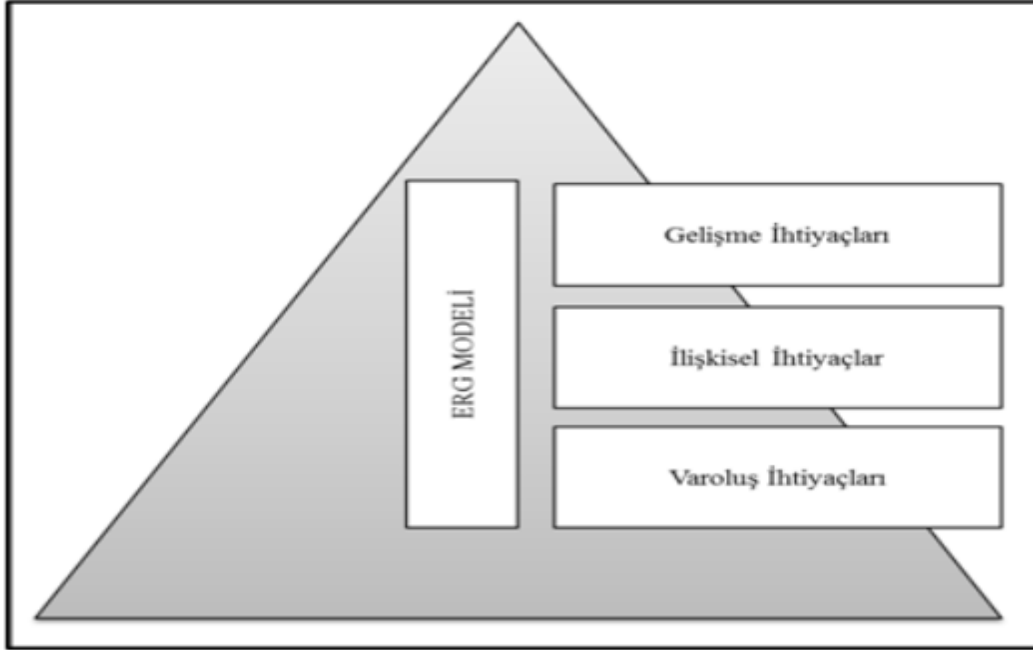 ERG MODELİ
Gelişme İhtiyaçları
İlişkisel İhtiyaçlar
Varoluş İhtiyaçları